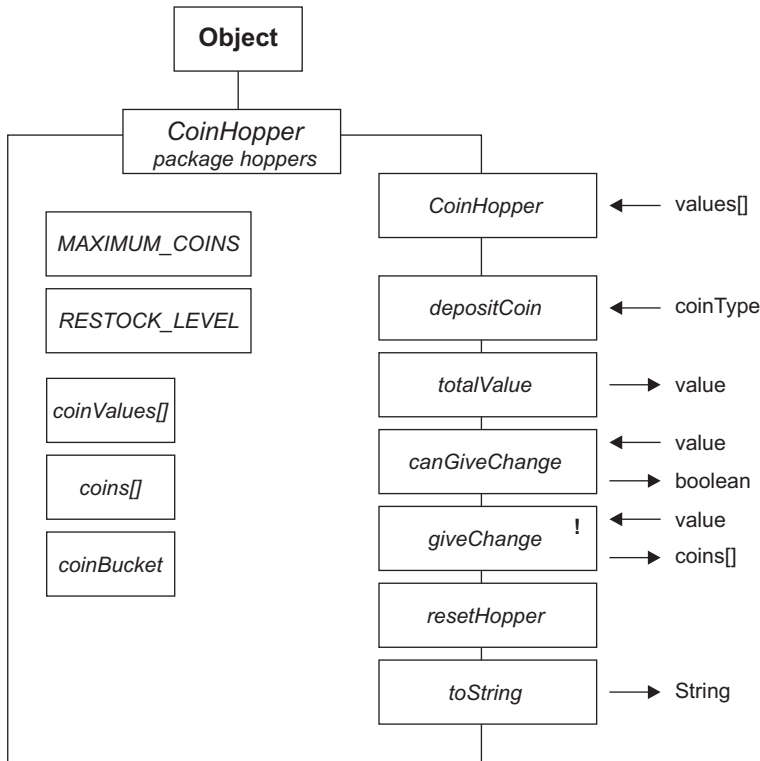 Object
CoinHopper
package hoppers
MAXIMUM_COINS
RESTOCK_LEVEL
coinValues[]
coins[]
coinBucket
CoinHopper
values[]
depositCoin
coinType
totalValue
value
canGiveChange
value
boolean
giveChange !
value
coins[]
resetHopper
toString
String